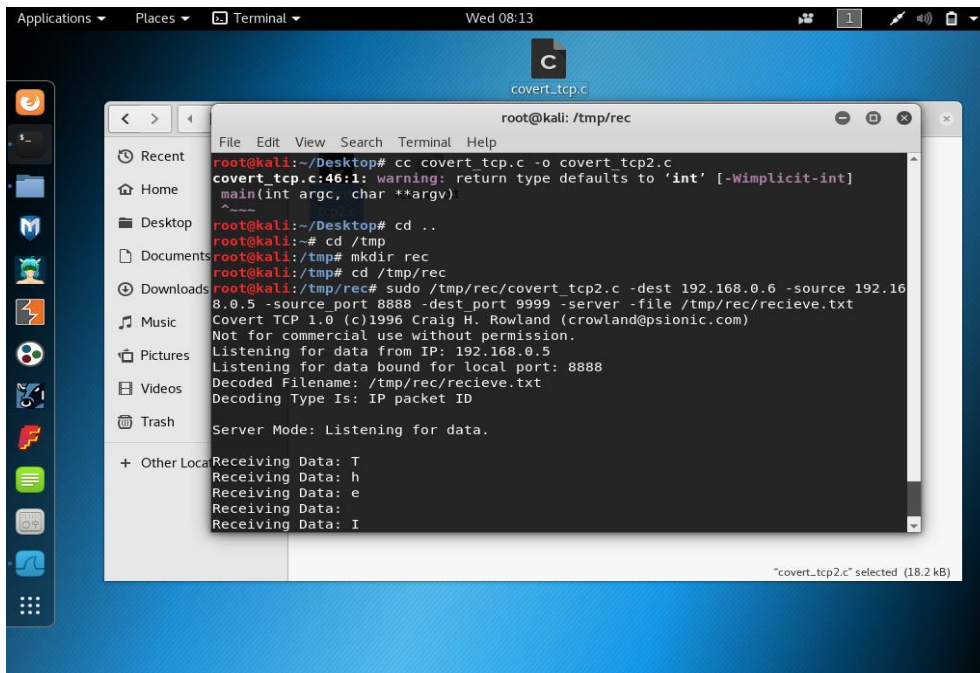 Applications Places Terminal Wed 08:13 1
C
covert_tcp.c
root@kali: /tmp/rec
File Edit View Search Terminal Help
Recent
Home
Desktop
Documents
Downloads
Music
Pictures
Videos
Trash
+ Other Loca
root@kali:~/Desktop# cc covert_tcp.c -o covert_tcp2.c
covert_tcp.c:46:1: warning: return type defaults to ‘int’ [-Wimplicit-int]
main(int argc, char **argv)
^~~~
root@kali:~/Desktop# cd ..
root@kali:~# cd /tmp
root@kali:/tmp# mkdir rec
root@kali:/tmp# cd /tmp/rec
root@kali:/tmp/rec# sudo /tmp/rec/covert_tcp2.c -dest 192.168.0.6 -source 192.16
8.0.5 -source_port 8888 -dest_port 9999 -server -file /tmp/rec/recieve.txt
Covert TCP 1.0 (c)1996 Craig H. Rowland (crowland@psionic.com)
Not for commercial use without permission.
Listening for data from IP: 192.168.0.5
Listening for data bound for local port: 8888
Decoded Filename: /tmp/rec/recieve.txt
Decoding Type Is: IP packet ID
Server Mode: Listening for data.
Receiving Data: T
Receiving Data: h
Receiving Data: e
Receiving Data:
Receiving Data: I
"covert_tcp2.c" selected (18.2 kB)